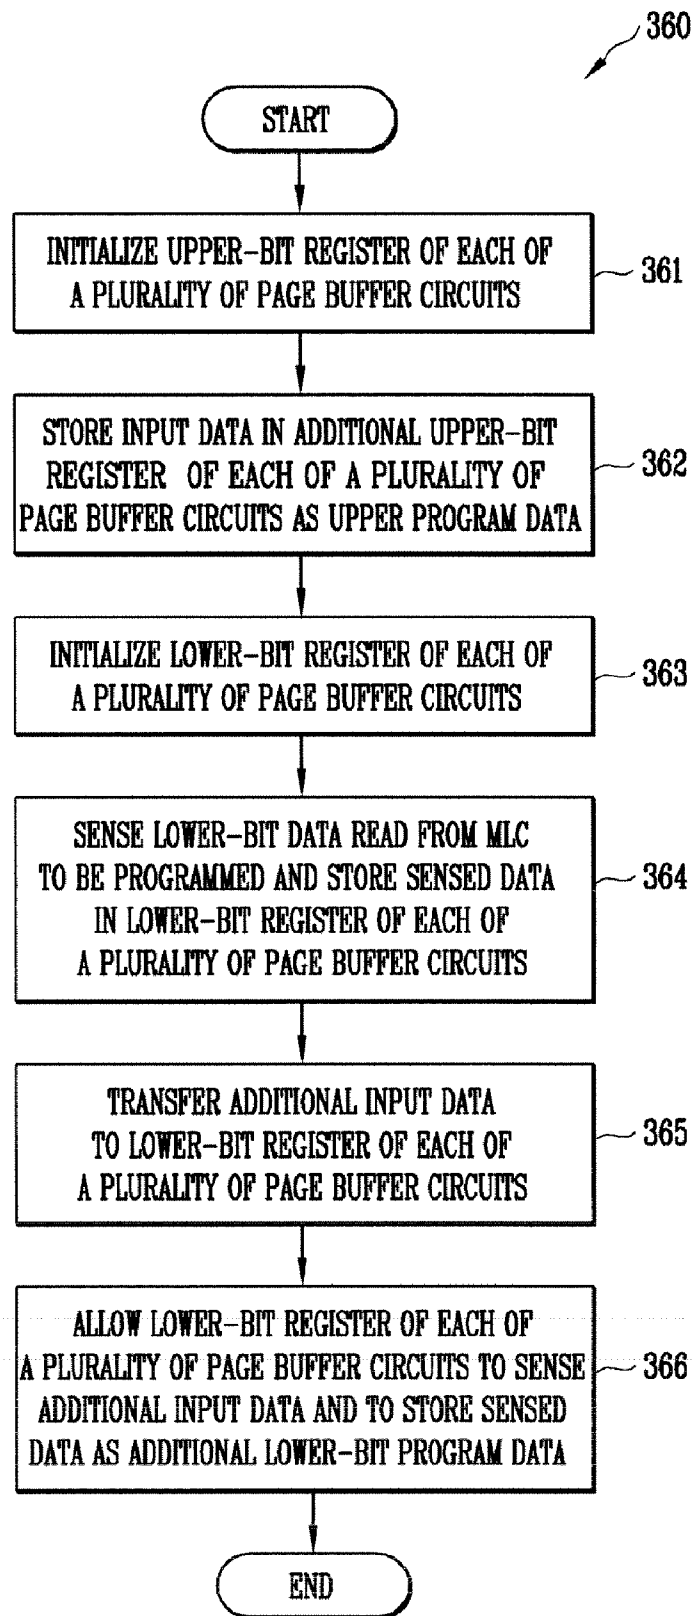 360
START
INITIALIZE UPPER-BIT REGISTER OF EACH OF
A PLURALITY OF PAGE BUFFER CIRCUITS
361
STORE INPUT DATA IN ADDITIONAL UPPER-BIT
REGISTER OF EACH OF A PLURALITY OF
PAGE BUFFER CIRCUITS AS UPPER PROGRAM DATA
362
INITIALIZE LOWER-BIT REGISTER OF EACH OF
A PLURALITY OF PAGE BUFFER CIRCUITS
363
SENSE LOWER-BIT DATA READ FROM MLC
TO BE PROGRAMMED AND STORE SENSED DATA
IN LOWER-BIT REGISTER OF EACH OF
A PLURALITY OF PAGE BUFFER CIRCUITS
364
TRANSFER ADDITIONAL INPUT DATA
TO LOWER-BIT REGISTER OF EACH OF
A PLURALITY OF PAGE BUFFER CIRCUITS
365
ALLOW LOWER-BIT REGISTER OF EACH OF
A PLURALITY OF PAGE BUFFER CIRCUITS TO SENSE
ADDITIONAL INPUT DATA AND TO STORE SENSED
DATA AS ADDITIONAL LOWER-BIT PROGRAM DATA
366
END